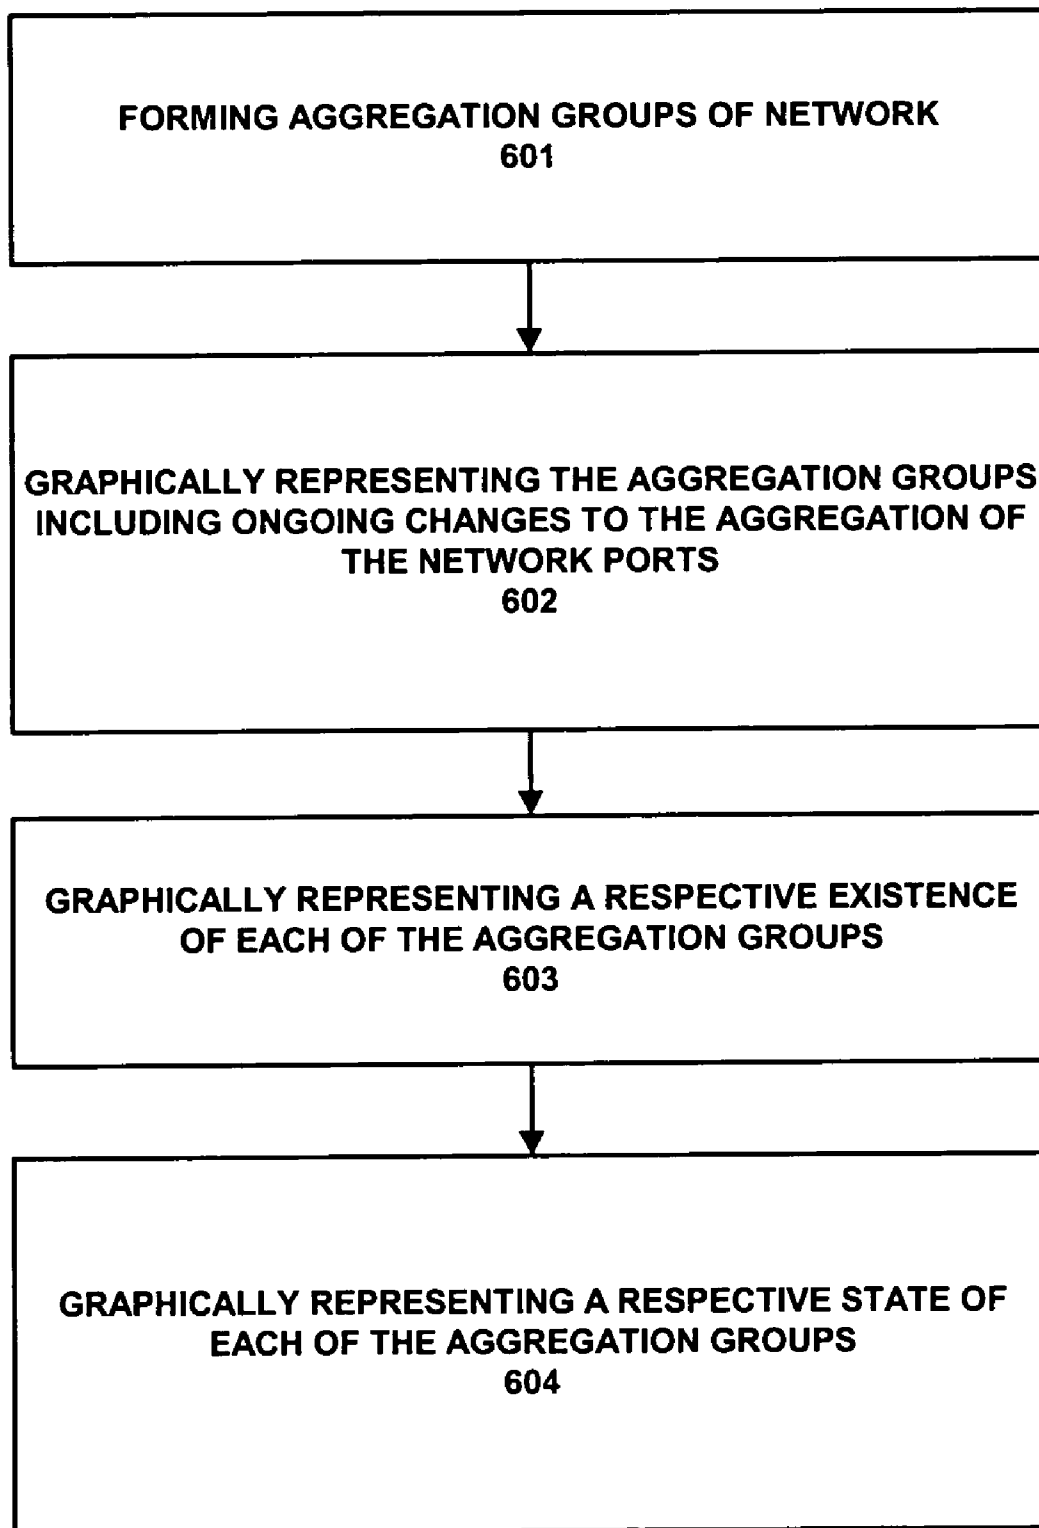 FORMING AGGREGATION GROUPS OF NETWORK
601
GRAPHICALLY REPRESENTING THE AGGREGATION GROUPS
INCLUDING ONGOING CHANGES TO THE AGGREGATION OF
THE NETWORK PORTS
602
GRAPHICALLY REPRESENTING A RESPECTIVE EXISTENCE
OF EACH OF THE AGGREGATION GROUPS
603
GRAPHICALLY REPRESENTING A RESPECTIVE STATE OF
EACH OF THE AGGREGATION GROUPS
604